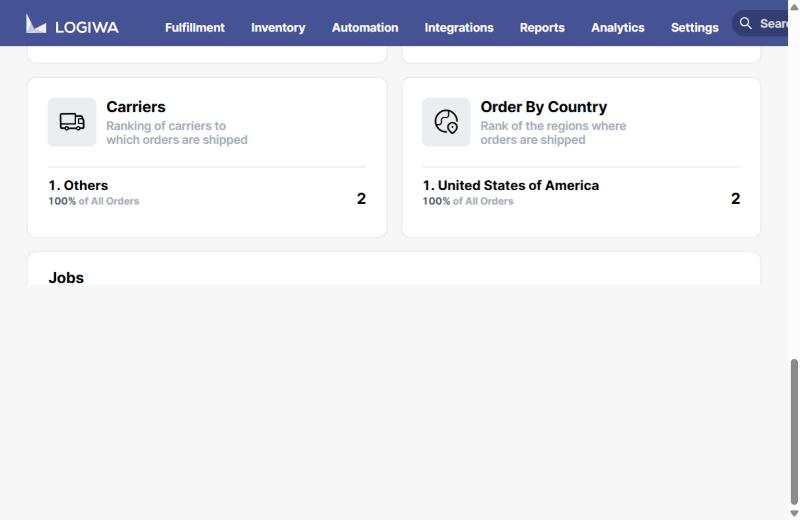 LOGIWA
Fulfillment
Inventory
Automation
Integrations
Reports
Analytics
Settings
Sear
Carriers
Ranking of carriers to
which orders are shipped
1. Others
100% of All Orders
2
Order By Country
Rank of the regions where
orders are shipped
1. United States of America
100% of All Orders
2
Jobs